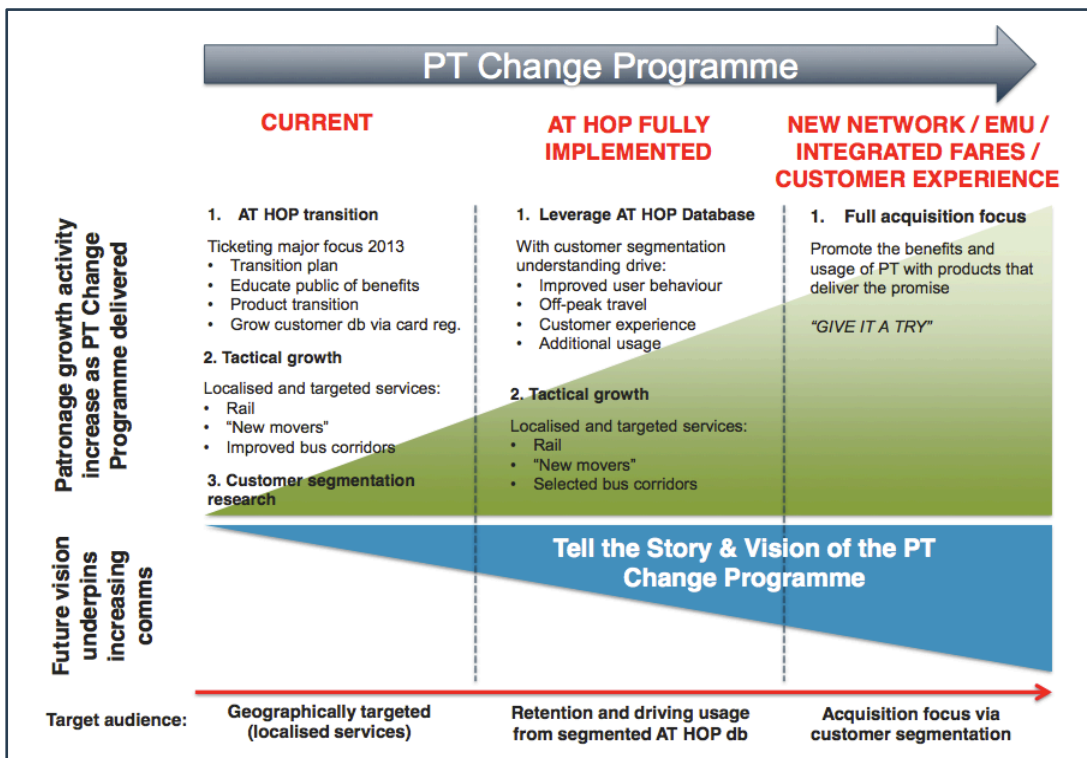 PT Change Programme
CURRENT
AT HOP FULLY
IMPLEMENTED
NEW NETWORK / EMU /
INTEGRATED FARES /
CUSTOMER EXPERIENCE
Patronage growth activity
increase as PT Change
Programme delivered
1. AT HOP transition
Ticketing major focus 2013
• Transition plan
• Educate public of benefits
• Product transition
• Grow customer db via card reg.
2. Tactical growth
Localised and targeted services:
• Rail
• "New movers"
• Improved bus corridors
3. Customer segmentation
research
1. Leverage AT HOP Database
With customer segmentation
understanding drive:
• Improved user behaviour
• Off-peak travel
• Customer experience
• Additional usage
2. Tactical growth
Localised and targeted services:
• Rail
• "New movers"
• Selected bus corridors
1. Full acquisition focus
Promote the benefits and
usage of PT with products that
deliver the promise
"GIVE IT A TRY"
Future vision
underpins
increasing
comms
Tell the Story & Vision of the PT
Change Programme
Target audience:
Geographically targeted
(localised services)
Retention and driving usage
from segmented AT HOP db
Acquisition focus via
customer segmentation